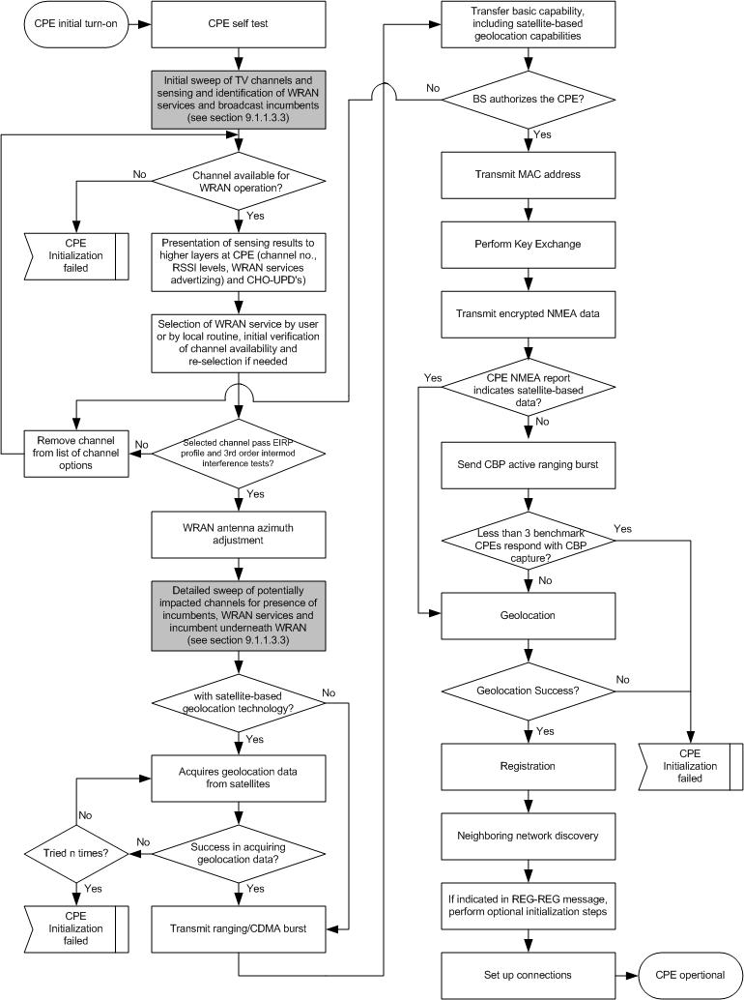 CPE initial turn-on
CPE self test
Initial sweep of TV channels and
sensing and identification of WRAN
services and broadcast incumbents
(see section 9.1.1.3.3)
No
Channel available for
WRAN operation?
Yes
CPE
Initialization
failed
Presentation of sensing results to
higher layers at CPE (channel no.,
RSSI levels, WRAN services
advertizing) and CHO-UPD's)
Selection of WRAN service by user
or by local routine, initial verification
of channel availability and
re-selection if needed
Remove channel
from list of channel
options
No
Selected channel pass EIRP
profile and 3rd order intermod
interference tests?
Yes
WRAN antenna azimuth
adjustment
Detailed sweep of potentially
impacted channels for presence of
incumbents, WRAN services and
incumbent underneath WRAN
(see section 9.1.1.3.3)
with satellite-based
geolocation technology?
No
Yes
Acquires geolocation data
from satellites
No
Tried n times?
No
Success in acquiring
geolocation data?
Yes
Yes
CPE
Initialization
failed
Transmit ranging/CDMA burst
Transfer basic capability,
including satellite-based
geolocation capabilities
No
BS authorizes the CPE?
Yes
Transmit MAC address
Perform Key Exchange
Transmit encrypted NMEA data
Yes
CPE NMEA report
indicates satellite-based
data?
No
Send CBP active ranging burst
Less than 3 benchmark
CPEs respond with CBP
capture?
Yes
No
Geolocation
Geolocation Success?
No
Yes
CPE
Initialization
failed
Registration
Neighboring network discovery
If indicated in REG-REG message,
perform optional initialization steps
Set up connections
CPE opertional